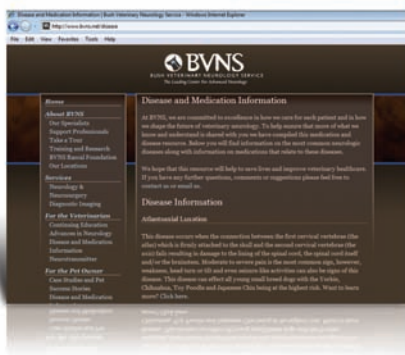 Disease and Medication Information | Bush Veterinary Neurology Service - Windows Internet Explorer
http://www.bvns.net/disease
File Edit View Favorites Tools Help
BVNS
BUSH VETERINARY NEUROLOGY SERVICE
The Leading Center for Advanced Neurology
Home
About BVNS
Our Specialists
Support Professionals
Take a Tour
Training and Research
BVNS Rascal Foundation
Our Locations
Services
Neurology &
Neurosurgery
Diagnostic Imaging
For the Veterinarian
Continuing Education
Advances in Neurology
Disease and Medication
Information
Neurotransmitter
For the Pet Owner
Case Studies and Pet
Success Stories
Disease and Medication
Disease and Medication Information
At BVNS, we are committed to excellence in how we care for each patient and in how
we shape the future of veterinary neurology. To help ensure that more of what we
know and understand is shared with you we have compiled this medication and
disease resource. Below you will find information on the most common neurologic
diseases along with information on medications that relate to these diseases.
We hope that this resource will help to save lives and improve veterinary healthcare.
If you have any further questions, comments or suggestions please feel free to
contact us or email us.
Disease Information
Atlantoaxial Luxation
This disease occurs when the connection between the first cervical vertebrae (the
atlas) which is firmly attached to the skull and the second cervical vertebrae (the
axis) fails resulting in damage to the lining of the spinal cord, the spinal cord itself
and/or the brainstem. Moderate to severe pain is the most common sign, however,
weakness, head turn or tilt and even seizure-like activities can also be signs of this
disease. This disease can effect all young small breed dogs with the Yorkie,
Chihuahua, Toy Poodle and Japanese Chin being at the highest risk. Want to learn
more? Click here.